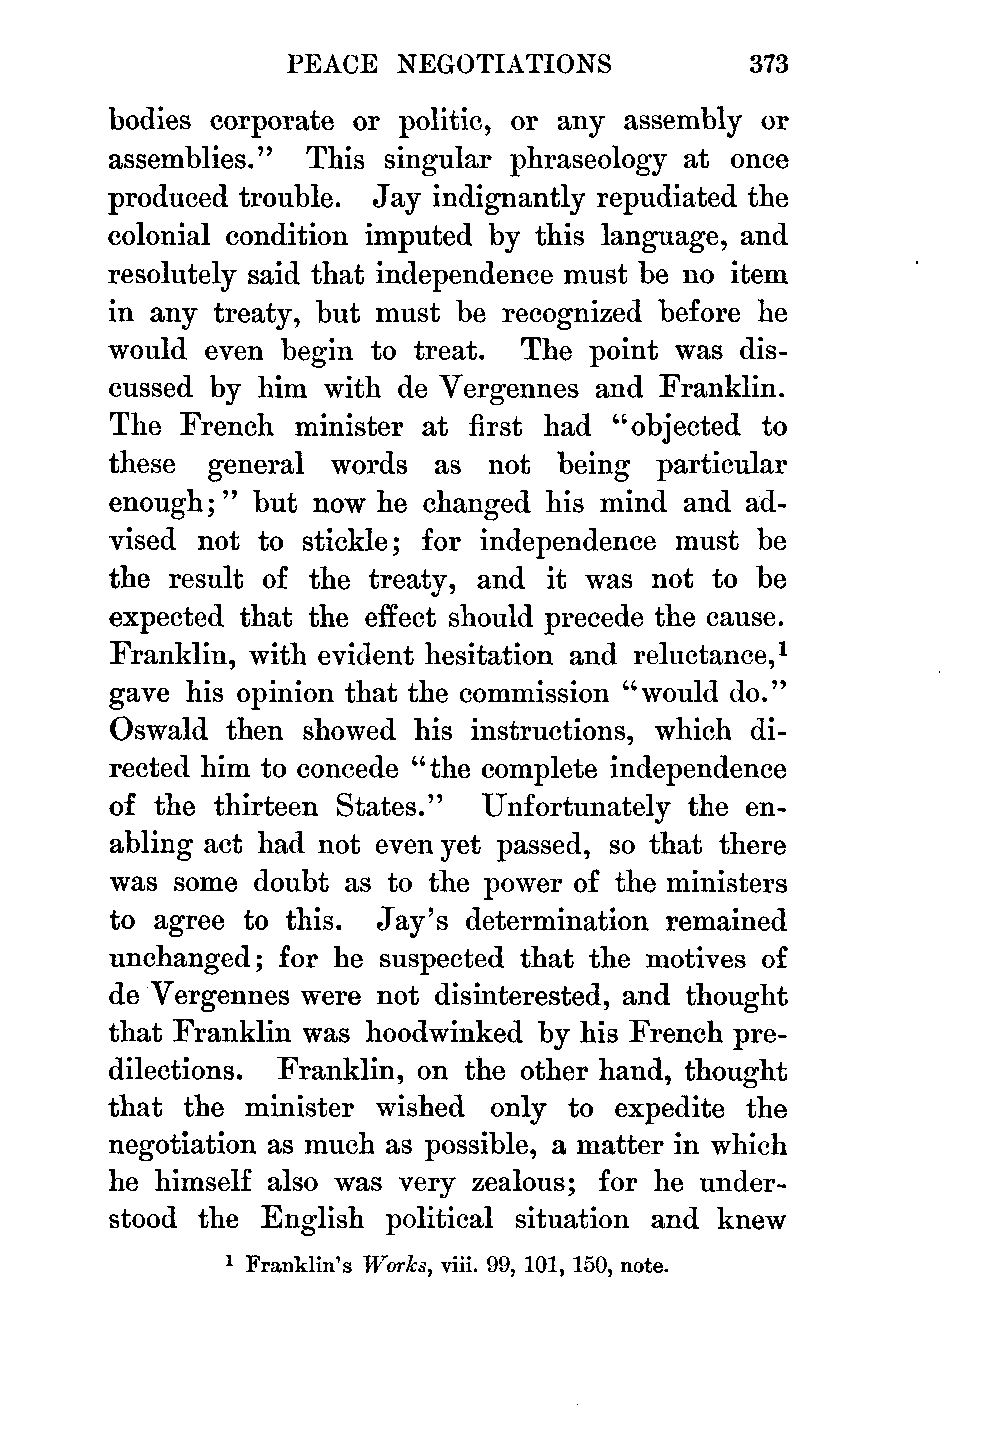 PEACE NEGOTIATIONS 373
bodies corporate or politic, or any assembly or
assemblies." This singular phraseology at once
produced trouble. Jay indignantly repudiated the
colonial condition imputed by this language, and
resolutely said that independence must be no item
in any treaty, but must be recognized before he
would even begin to treat. The point was dis-
cussed by him with de Vergennes and Franklin.
The French minister at first had "objected to
these general words as not being particular
enough;" but now he changed his mind and ad-
vised not to stickle; for independence must be
the result of the treaty, and it was not to be
expected that the effect should precede the cause.
Franklin, with evident hesitation and reluctance,¹
gave his opinion that the commission "would do."
Oswald then showed his instructions, which di-
rected him to concede "the complete independence
of the thirteen States." Unfortunately the en-
abling act had not even yet passed, so that there
was some doubt as to the power of the ministers
to agree to this. Jay's determination remained
unchanged; for he suspected that the motives of
de Vergennes were not disinterested, and thought
that Franklin was hoodwinked by his French pre-
dilections. Franklin, on the other hand, thought
that the minister wished only to expedite the
negotiation as much as possible, a matter in which
he himself also was very zealous; for he under-
stood the English political situation and knew
¹ Franklin's Works, viii. 99, 101, 150, note.